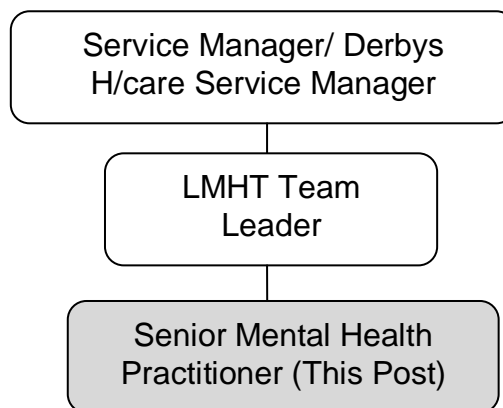 Service Manager/ Derbys
H/care Service Manager
LMHT Team
Leader
Senior Mental Health
Practitioner (This Post)